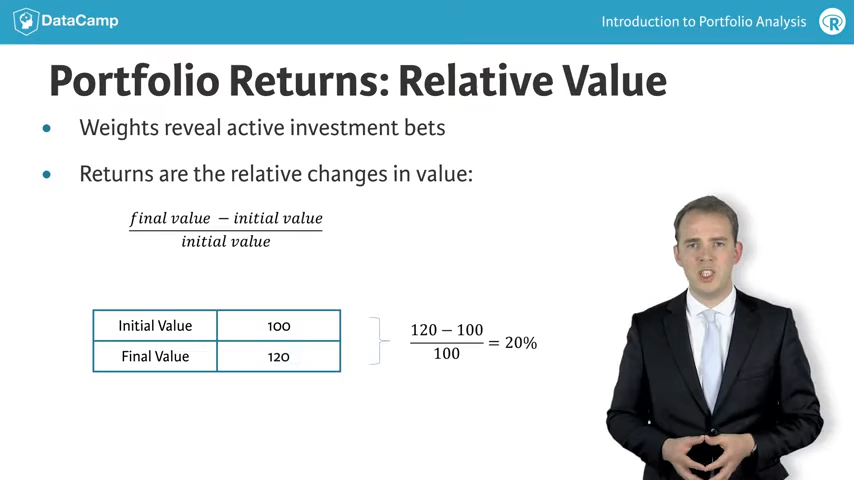 DataCamp
Introduction to Portfolio Analysis
R
Portfolio Returns: Relative Value
• Weights reveal active investment bets
• Returns are the relative changes in value:
final value − initial value
initial value
Initial Value 100
Final Value 120
120 − 100
100
= 20%